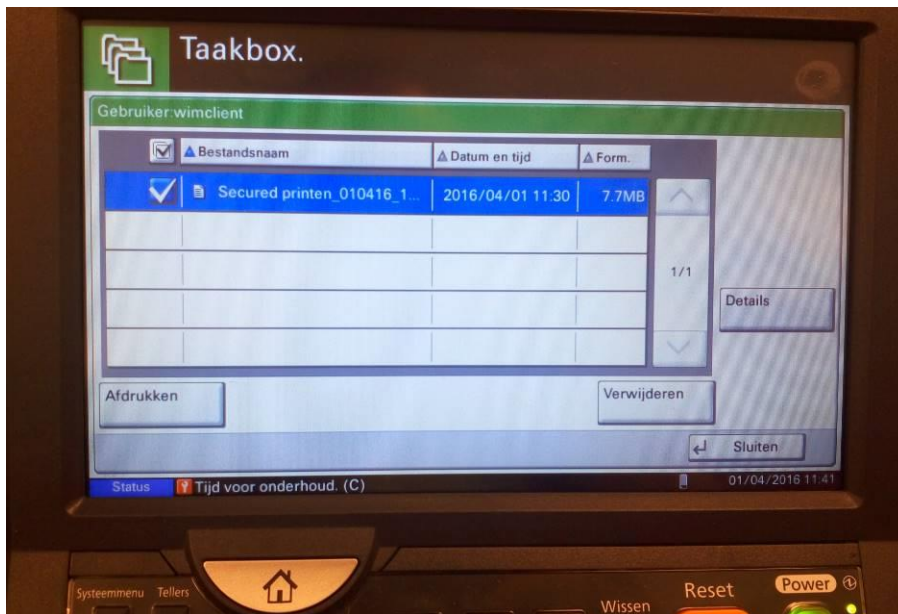 Taakbox.
Gebruiker:wimclient
Bestandsnaam
Datum en tijd
Form.
Secured printen_010416_1... 2016/04/01 11:30 7.7MB
1/1
Details
Afdrukken
Verwijderen
Sluiten
Status Tijd voor onderhoud. (C) 01/04/2016 11:41
Systeemmenu Tellers
Wissen
Reset
Power